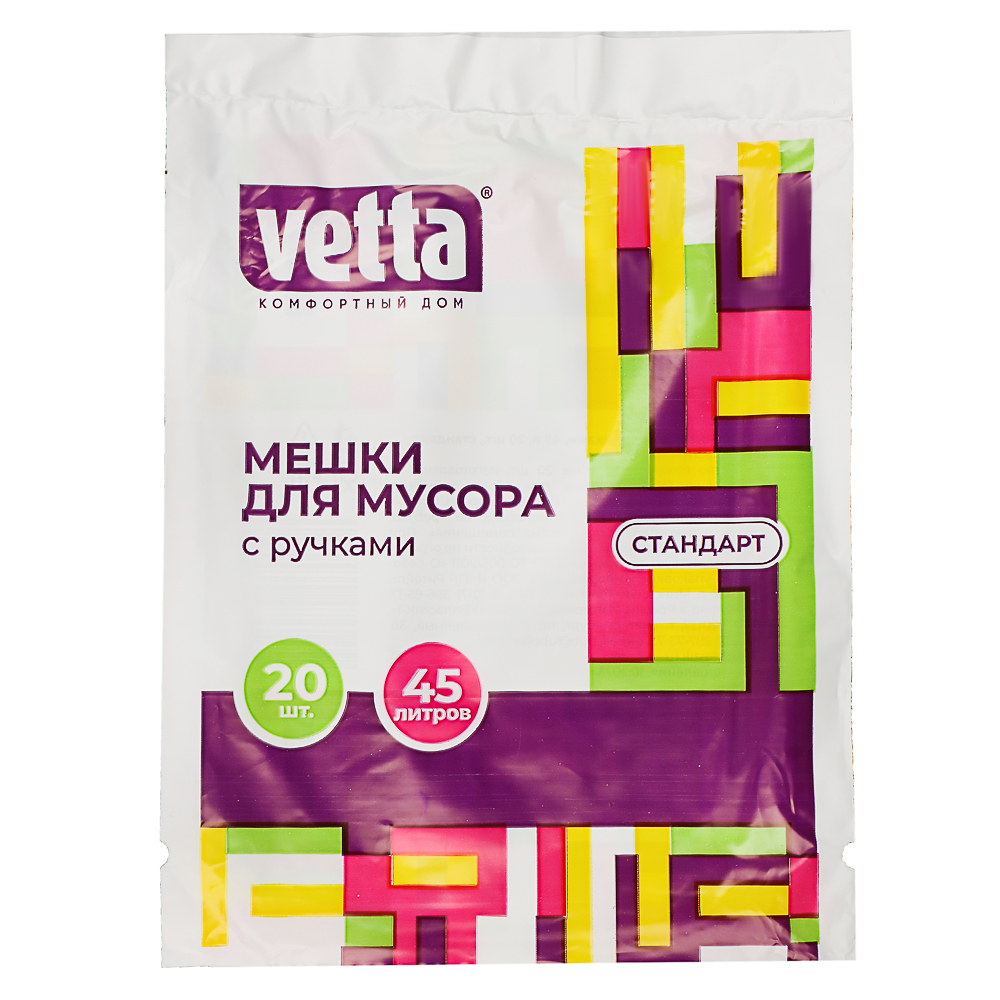 vetta®
КОМФОРТНЫЙ ДОМ
МЕШКИ
ДЛЯ МУСОРА
с ручками
СТАНДАРТ
20
шт.
45
литров